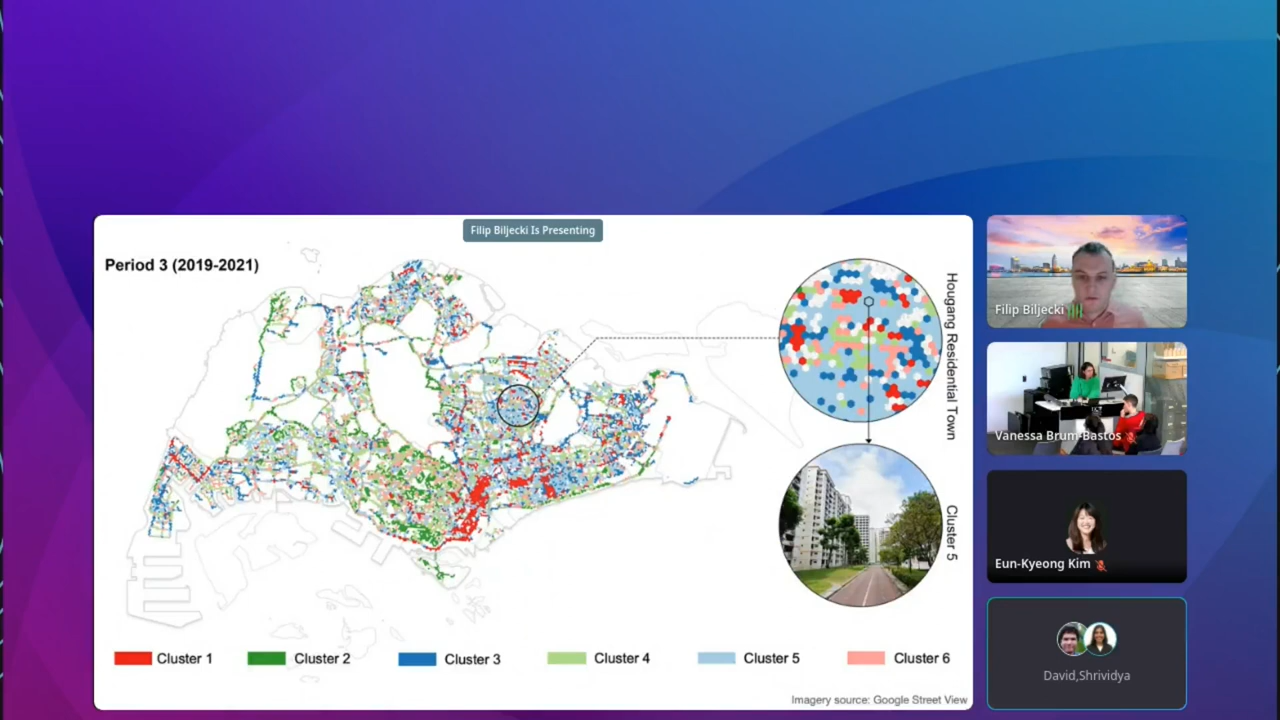 Filip Biljecki Is Presenting
Period 3 (2019-2021)
Hougang Residential Town
Cluster 5
Cluster 1
Cluster 2
Cluster 3
Cluster 4
Cluster 5
Cluster 6
Imagery source: Google Street View
Filip Biljecki
Vanessa Brum-Bastos
Eun-Kyeong Kim
David,Shrividya